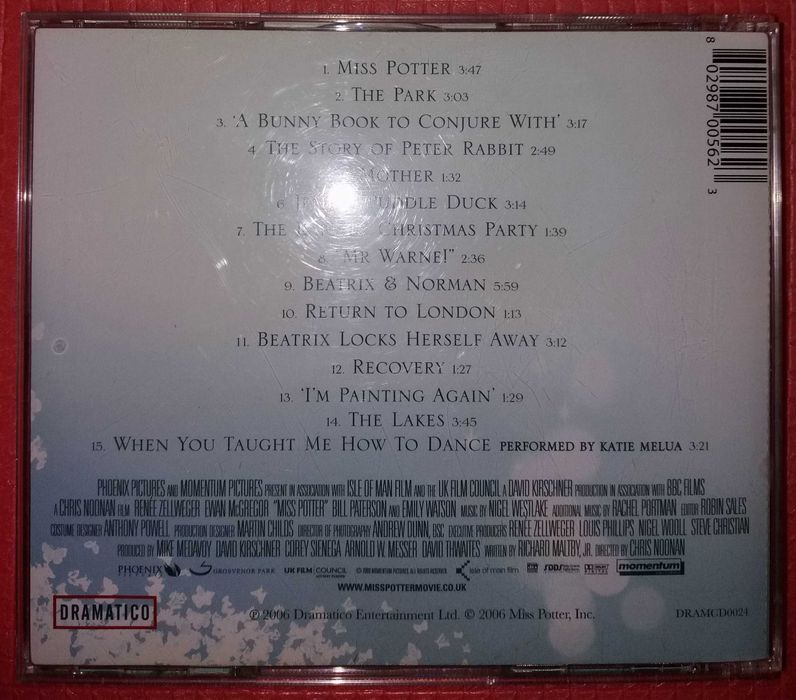 1. MISS POTTER 3:47
2. THE PARK 3:03
3. 'A BUNNY BOOK TO CONJURE WITH' 3:17
4. THE STORY OF PETER RABBIT 2:49
MOTHER 1:32
6. PUDDLE DUCK 3:14
7. THE CHRISTMAS PARTY 1:39
8. "MR WARNE!" 2:36
9. BEATRIX & NORMAN 5:59
10. RETURN TO LONDON 1:13
11. BEATRIX LOCKS HERSELF AWAY 3:12
12. RECOVERY 1:27
13. 'I'M PAINTING AGAIN' 1:29
14. THE LAKES 3:45
15. WHEN YOU TAUGHT ME HOW TO DANCE PERFORMED BY KATIE MELUA 3:21
8 02987 00562 3
PHOENIX PICTURES AND MOMENTUM PICTURES PRESENT IN ASSOCIATION WITH ISLE OF MAN FILM AND THE UK FILM COUNCIL A DAVID KIRSCHNER PRODUCTION IN ASSOCIATION WITH BBC FILMS
A CHRIS NOONAN FILM RENÉE ZELLWEGER EWAN McGREGOR "MISS POTTER" BILL PATERSON AND EMILY WATSON MUSIC BY NIGEL WESTLAKE ADDITIONAL MUSIC BY RACHEL PORTMAN EDITOR ROBIN SALES
COSTUME DESIGNER ANTHONY POWELL PRODUCTION DESIGNER MARTIN CHILDS DIRECTOR OF PHOTOGRAPHY ANDREW DUNN, BSC EXECUTIVE PRODUCERS RENÉE ZELLWEGER LOUIS PHILLIPS NIGEL WOOLL STEVE CHRISTIAN
PRODUCED BY MIKE MEDAVOY DAVID KIRSCHNER COREY SIENEGA ARNOLD W. MESSER DAVID THWAITES WRITTEN BY RICHARD MALTBY, JR. DIRECTED BY CHRIS NOONAN
PHOENIX PICTURES GROSVENOR PARK UK FILM COUNCIL © 2006 MOMENTUM PICTURES. ALL RIGHTS RESERVED isle of man film momentum
WWW.MISSPOTTERMOVIE.CO.UK
DRAMATICO ℗ 2006 Dramatico Entertainment Ltd. © 2006 Miss Potter, Inc. DRAMCD0024